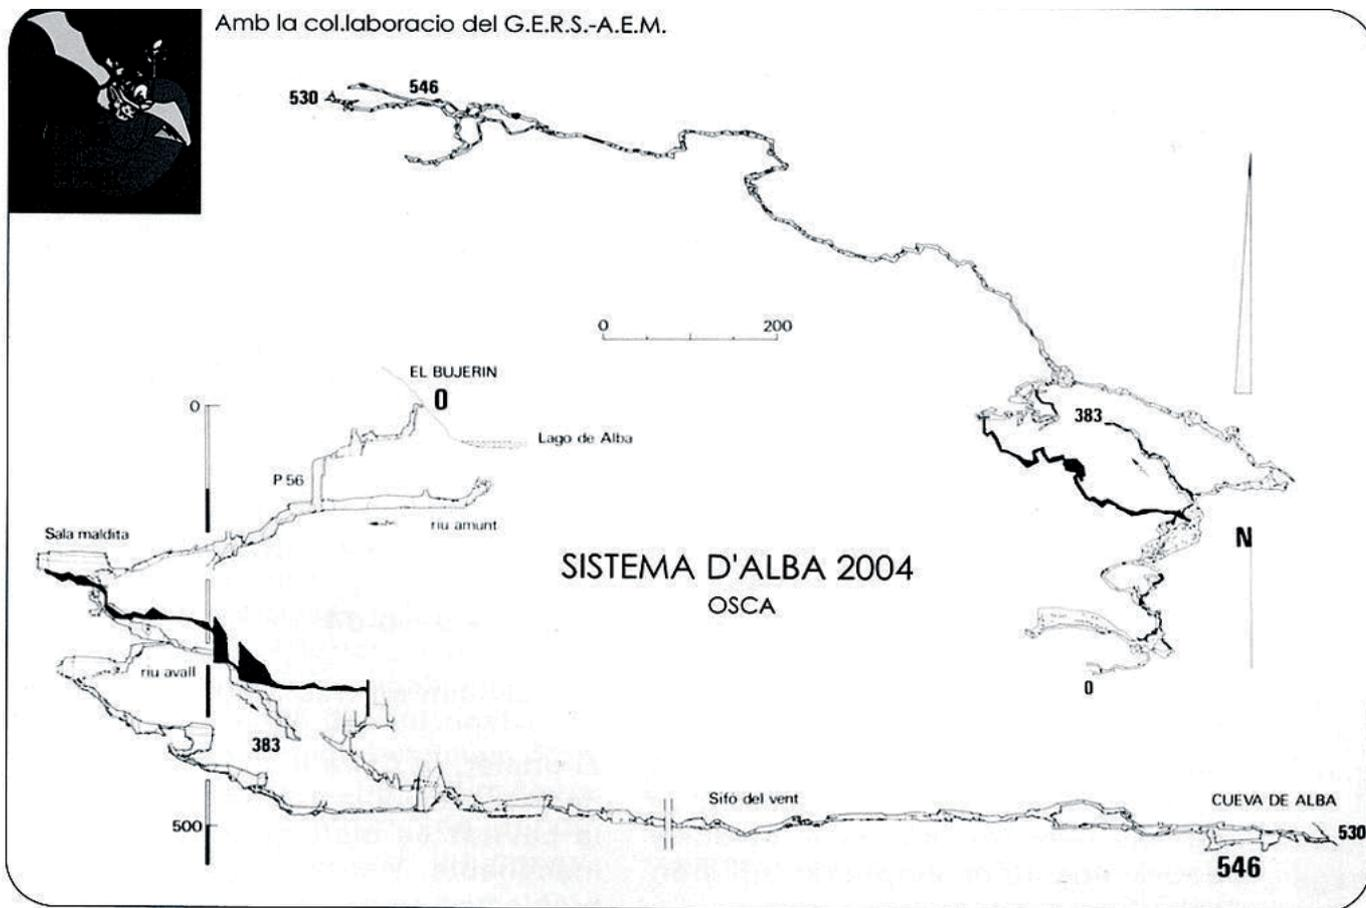 Amb la col.laboracio del G.E.R.S.-A.E.M.
546
530
0 200
EL BUJERIN
0
0
Lago de Alba
P 56
riu amunt
Sala maldita
383
N
SISTEMA D'ALBA 2004
OSCA
0
riu avall
383
Sifó del vent
CUEVA DE ALBA
500
530
546